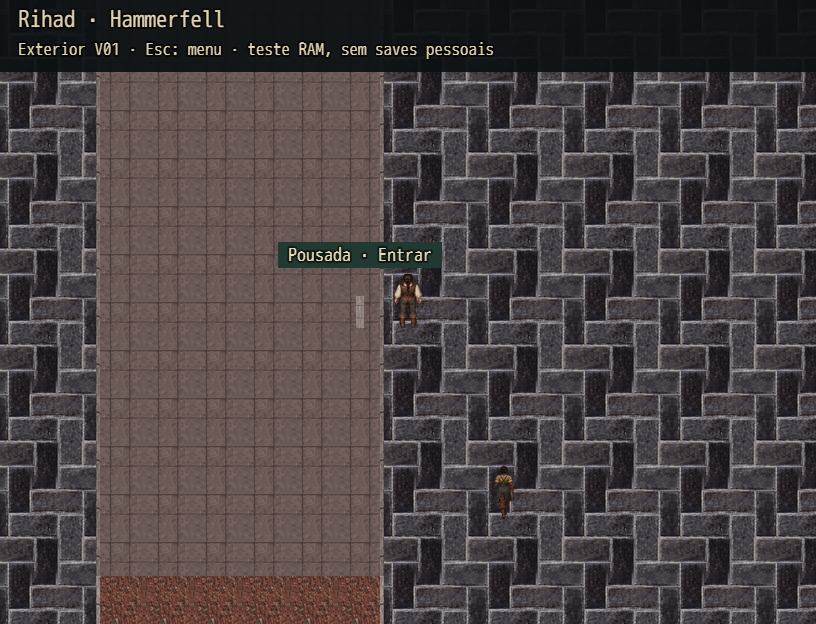 Rihad · Hammerfell
Exterior V01 · Esc: menu · teste RAM, sem saves pessoais
Pousada · Entrar